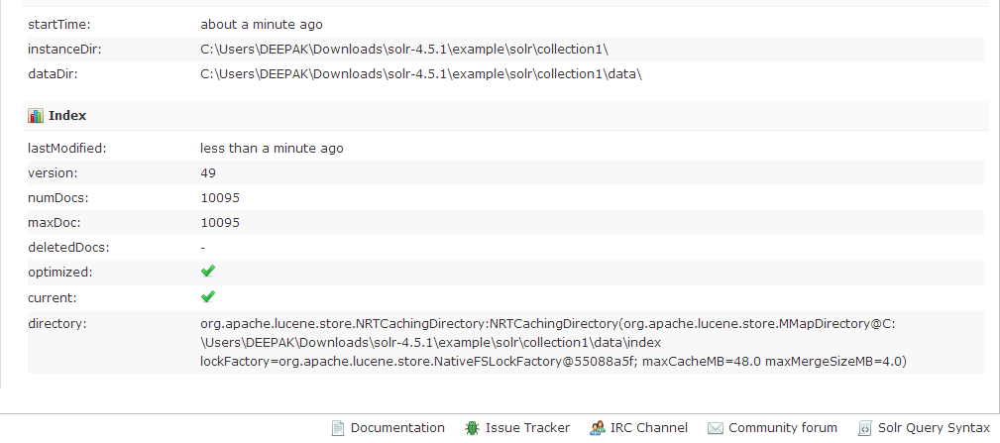 startTime: about a minute ago
instanceDir: C:\Users\DEEPAK\Downloads\solr-4.5.1\example\solr\collection1\
dataDir: C:\Users\DEEPAK\Downloads\solr-4.5.1\example\solr\collection1\data\
Index
lastModified: less than a minute ago
version: 49
numDocs: 10095
maxDoc: 10095
deletedDocs: -
optimized:
current:
directory: org.apache.lucene.store.NRTCachingDirectory:NRTCachingDirectory(org.apache.lucene.store.MMapDirectory@C:
\Users\DEEPAK\Downloads\solr-4.5.1\example\solr\collection1\data\index
lockFactory=org.apache.lucene.store.NativeFSLockFactory@55088a5f; maxCacheMB=48.0 maxMergeSizeMB=4.0)
Documentation Issue Tracker IRC Channel Community forum Solr Query Syntax